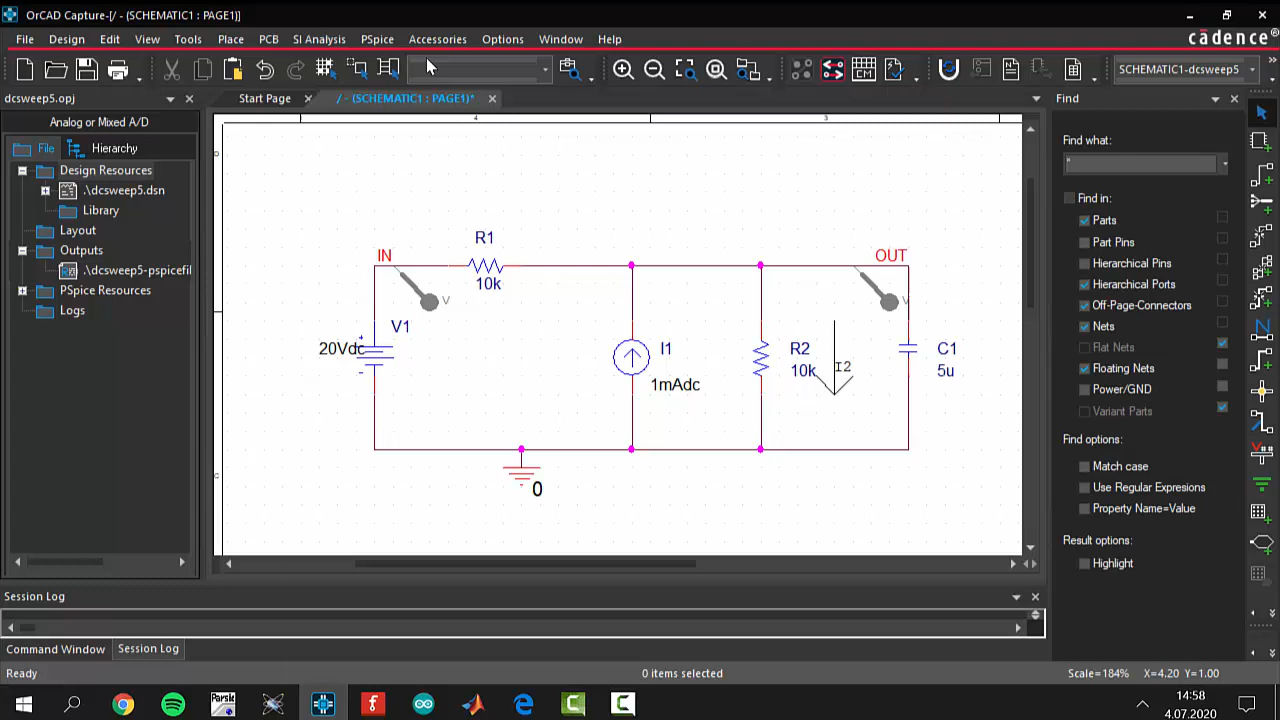 OrCAD Capture-[/ - (SCHEMATIC1 : PAGE1)]
File Design Edit View Tools Place PCB SI Analysis PSpice Accessories Options Window Help
cādence®
SCHEMATIC1-dcsweep5
dcsweep5.opj
Start Page
/ - (SCHEMATIC1 : PAGE1)*
Find
Analog or Mixed A/D
File
Hierarchy
Design Resources
.\dcsweep5.dsn
Library
Layout
Outputs
.\dcsweep5-pspicefil
PSpice Resources
Logs
4
3
IN
R1
10k
V
V1
20Vdc
+
-
I1
1mAdc
R2
10k
I2
OUT
V
C1
5u
0
D
C
Find what:
*
Find in:
Parts
Part Pins
Hierarchical Pins
Hierarchical Ports
Off-Page-Connectors
Nets
Flat Nets
Floating Nets
Power/GND
Variant Parts
Find options:
Match case
Use Regular Expresions
Property Name=Value
Result options:
Highlight
Session Log
Command Window
Session Log
Ready
0 items selected
Scale=184% X=4.20 Y=1.00
Parsik
14:58
4.07.2020